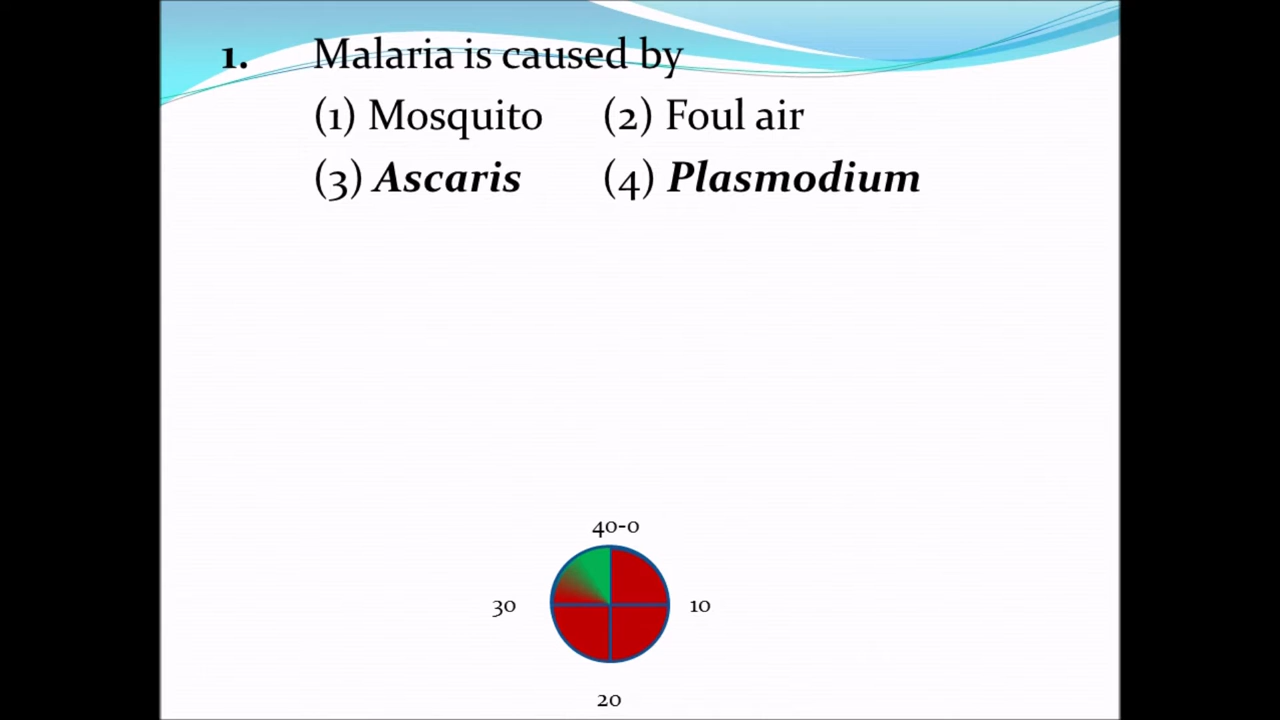 1. Malaria is caused by
(1) Mosquito (2) Foul air
(3) Ascaris (4) Plasmodium
40-0
30 10
20